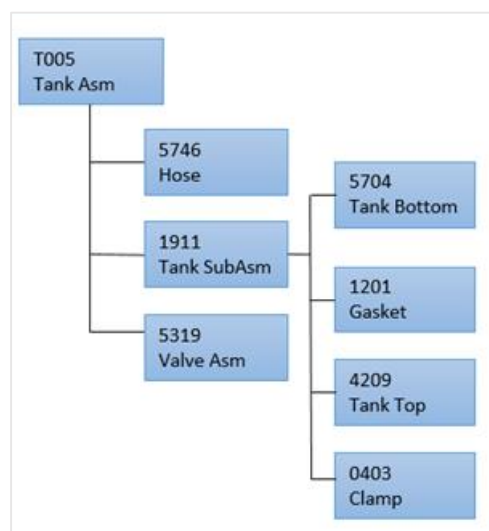 T005
Tank Asm
5746
Hose
1911
Tank SubAsm
5319
Valve Asm
5704
Tank Bottom
1201
Gasket
4209
Tank Top
0403
Clamp